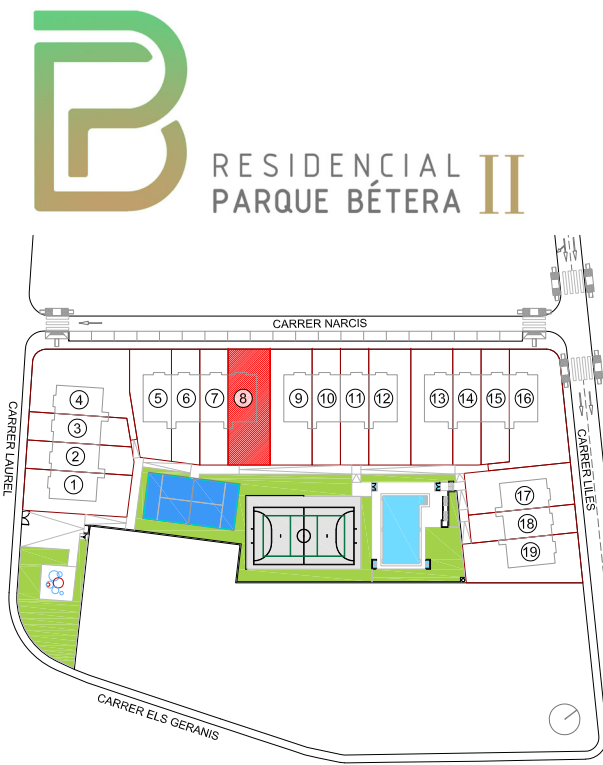 RESIDENCIAL
PARQUE BÉTERA II
CARRER NARCIS
CARRER LAUREL
CARRER LILES
4
3
2
1
5 6 7 8 9 10 11 12 13 14 15 16
17
18
19
CARRER ELS GERANIS